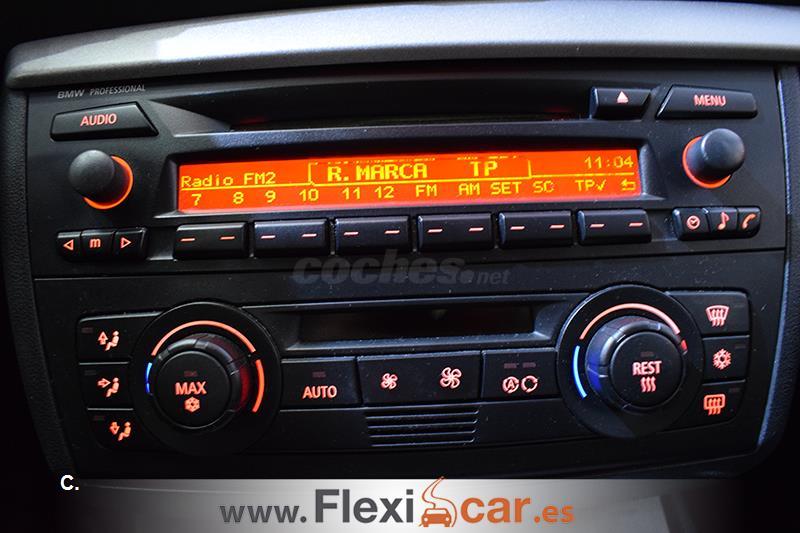 BMW PROFESSIONAL
AUDIO
MENU
Radio FM2
R.MARCA TP
11:04
7 8 9 10 11 12 FM AM SET SC TP✓
m
coches.net
MAX
AUTO
A
REST
C.
www.Flexicar.es